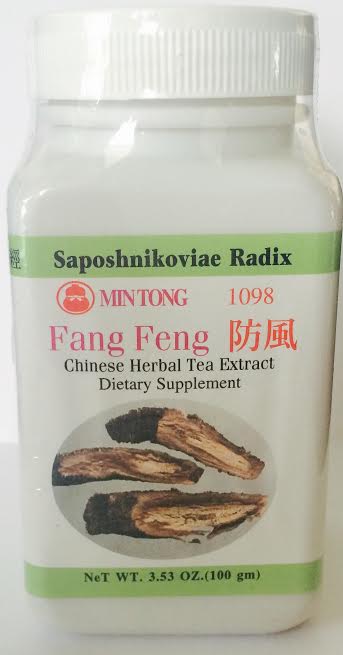 Saposhnikoviae Radix
MINTONG 1098
Fang Feng 防風
Chinese Herbal Tea Extract
Dietary Supplement
NeT WT. 3.53 OZ.(100 gm)